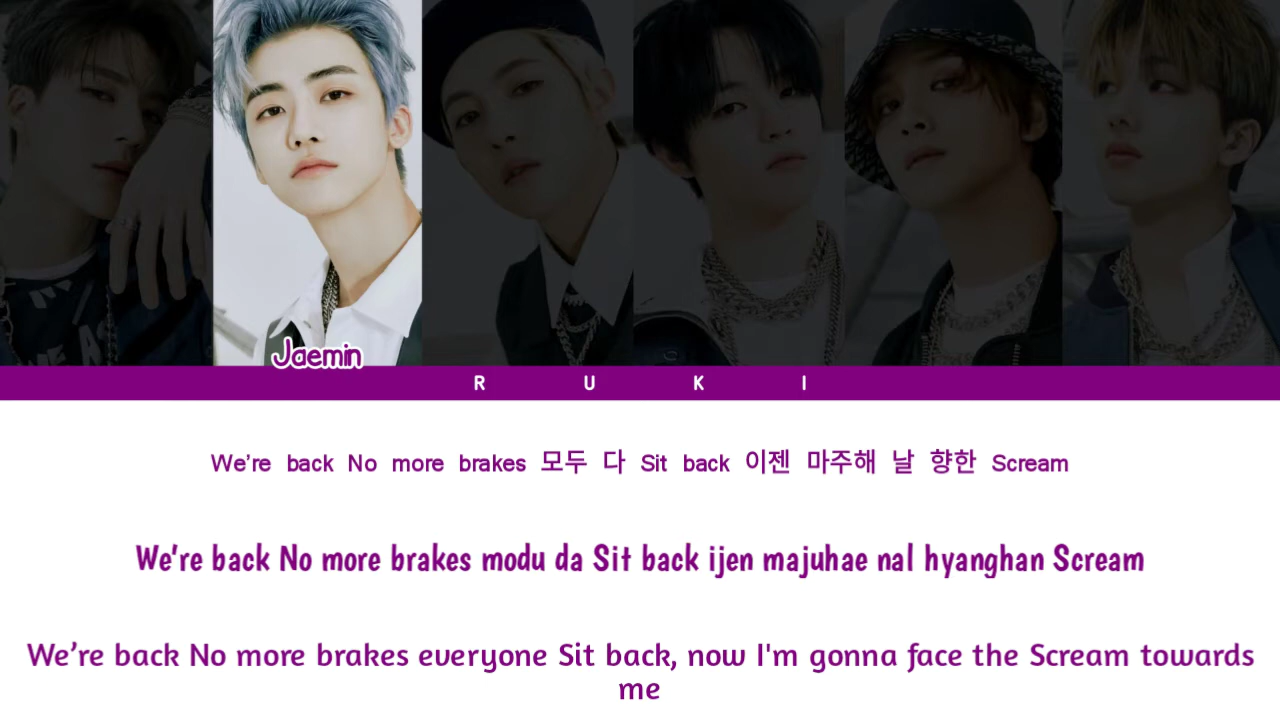 Jaemin
R U K I
We’re back No more brakes 모두 다 Sit back 이젠 마주해 날 향한 Scream
We’re back No more brakes modu da Sit back ijen majuhae nal hyanghan Scream
We’re back No more brakes everyone Sit back, now I'm gonna face the Scream towards
me